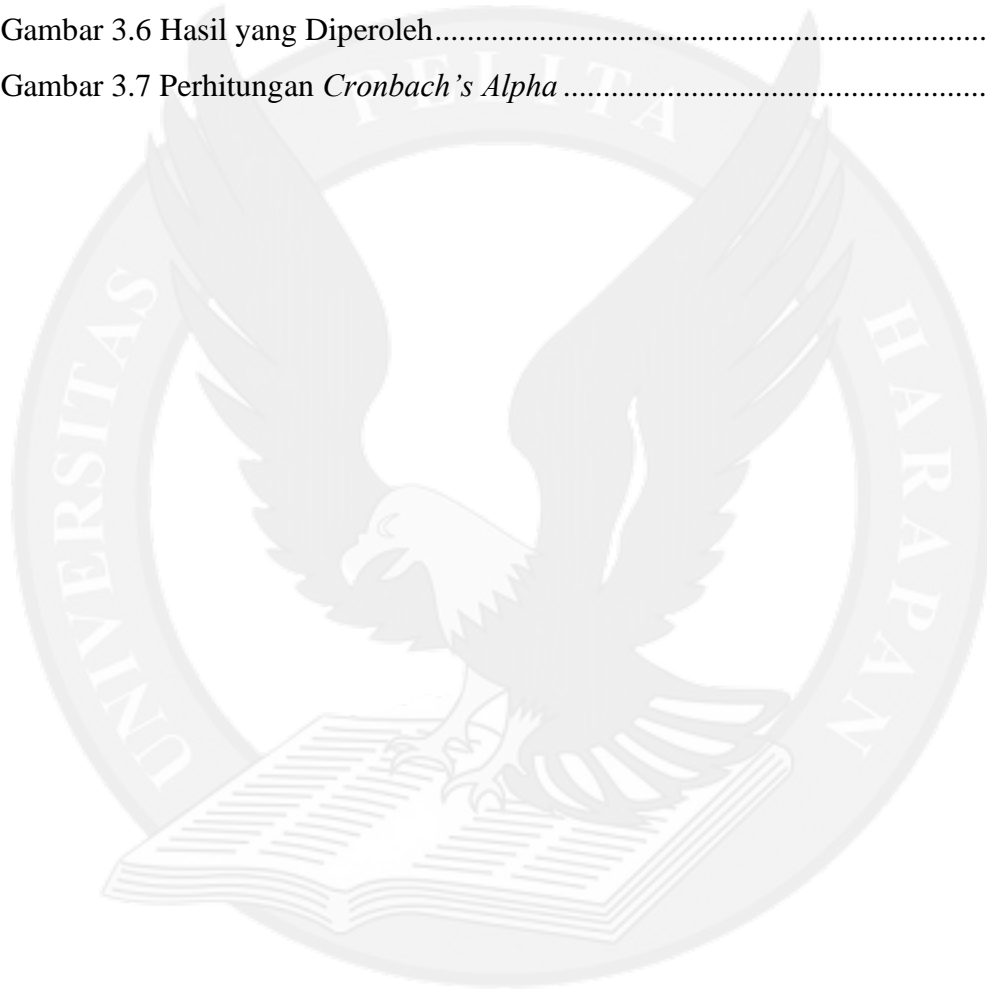 Gambar 3.6 Hasil yang Diperoleh.....................................................................
Gambar 3.7 Perhitungan Cronbach’s Alpha .....................................................
UNIVERSITAS PELITA HARAPAN